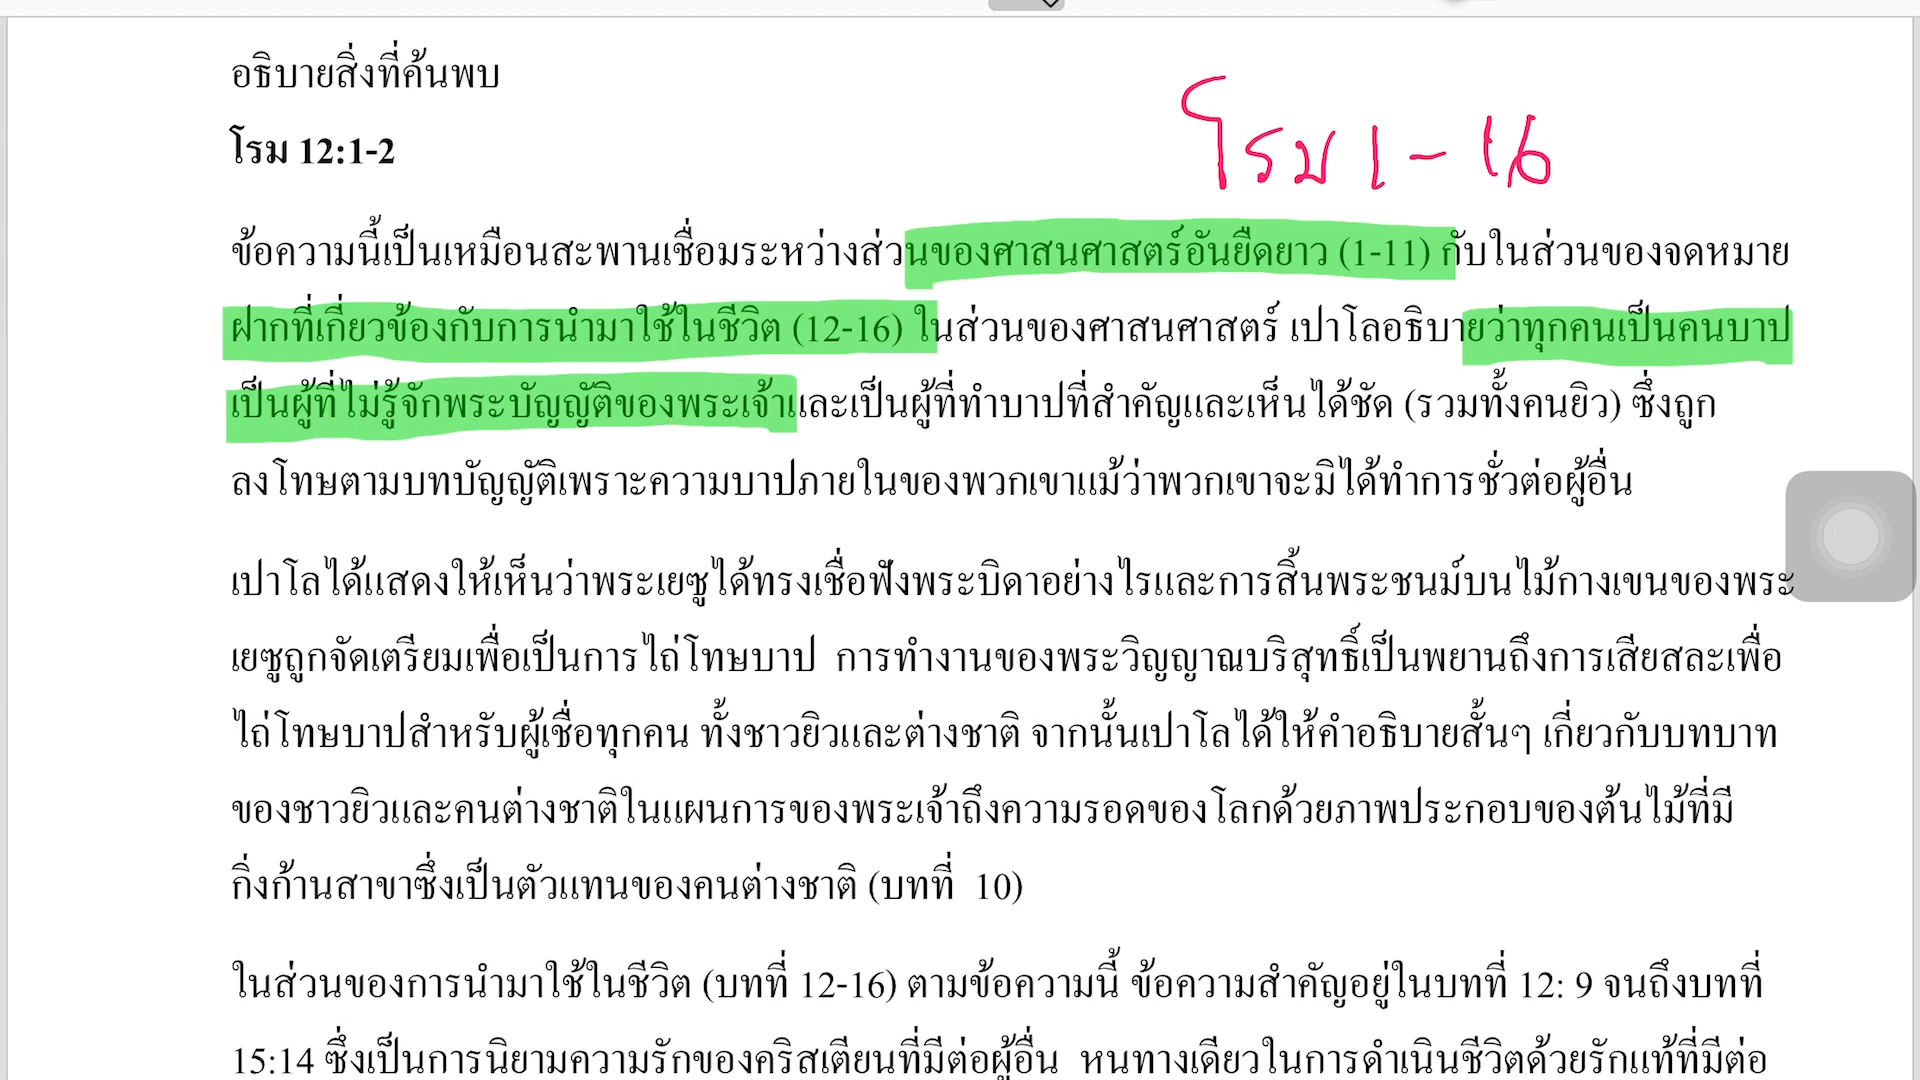 อธิบายสิ่งที่ค้นพบ
โรม 12:1-2
โรม 1 - 16
ข้อความนี้เป็นเหมือนสะพานเชื่อมระหว่างส่วนของศาสนศาสตร์อันยืดยาว (1-11) กับในส่วนของจดหมาย
ฝากที่เกี่ยวข้องกับการนำมาใช้ในชีวิต (12-16) ในส่วนของศาสนศาสตร์ เปาโลอธิบายว่าทุกคนเป็นคนบาป
เป็นผู้ที่ไม่รู้จักพระบัญญัติของพระเจ้าและเป็นผู้ที่ทำบาปที่สำคัญและเห็นได้ชัด (รวมทั้งคนยิว) ซึ่งถูก
ลงโทษตามบทบัญญัติเพราะความบาปภายในของพวกเขาแม้ว่าพวกเขาจะมิได้ทำการชั่วต่อผู้อื่น
เปาโลได้แสดงให้เห็นว่าพระเยซูได้ทรงเชื่อฟังพระบิดาอย่างไรและการสิ้นพระชนม์บนไม้กางเขนของพระ
เยซูถูกจัดเตรียมเพื่อเป็นการไถ่โทษบาป  การทำงานของพระวิญญาณบริสุทธิ์เป็นพยานถึงการเสียสละเพื่อ
ไถ่โทษบาปสำหรับผู้เชื่อทุกคน ทั้งชาวยิวและต่างชาติ จากนั้นเปาโลได้ให้คำอธิบายสั้นๆ เกี่ยวกับบทบาท
ของชาวยิวและคนต่างชาติในแผนการของพระเจ้าถึงความรอดของโลกด้วยภาพประกอบของต้นไม้ที่มี
กิ่งก้านสาขาซึ่งเป็นตัวแทนของคนต่างชาติ (บทที่  10)
ในส่วนของการนำมาใช้ในชีวิต (บทที่ 12-16) ตามข้อความนี้ ข้อความสำคัญอยู่ในบทที่ 12: 9 จนถึงบทที่
15:14 ซึ่งเป็นการนิยามความรักของคริสเตียนที่มีต่อผู้อื่น  หนทางเดียวในการดำเนินชีวิตด้วยรักแท้ที่มีต่อ